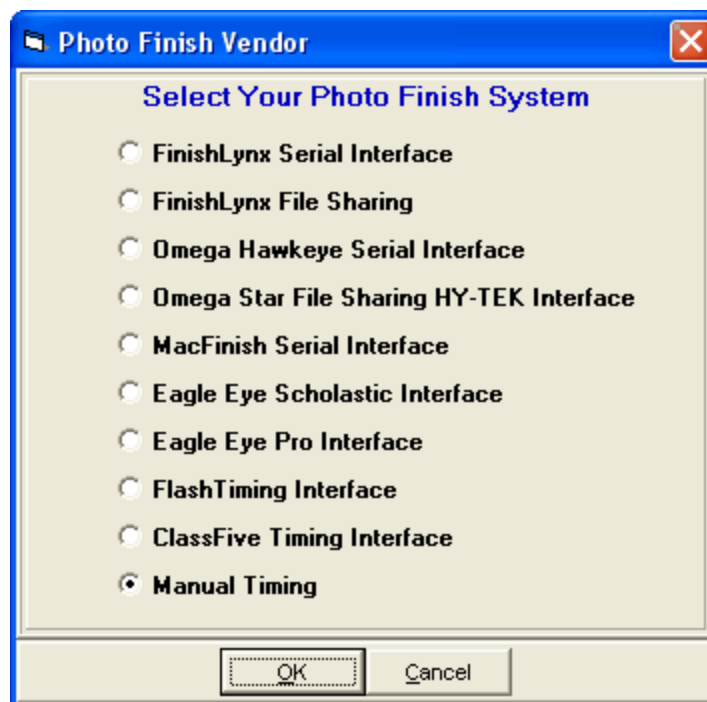 Photo Finish Vendor
Select Your Photo Finish System
FinishLynx Serial Interface
FinishLynx File Sharing
Omega Hawkeye Serial Interface
Omega Star File Sharing HY-TEK Interface
MacFinish Serial Interface
Eagle Eye Scholastic Interface
Eagle Eye Pro Interface
FlashTiming Interface
ClassFive Timing Interface
Manual Timing
OK Cancel